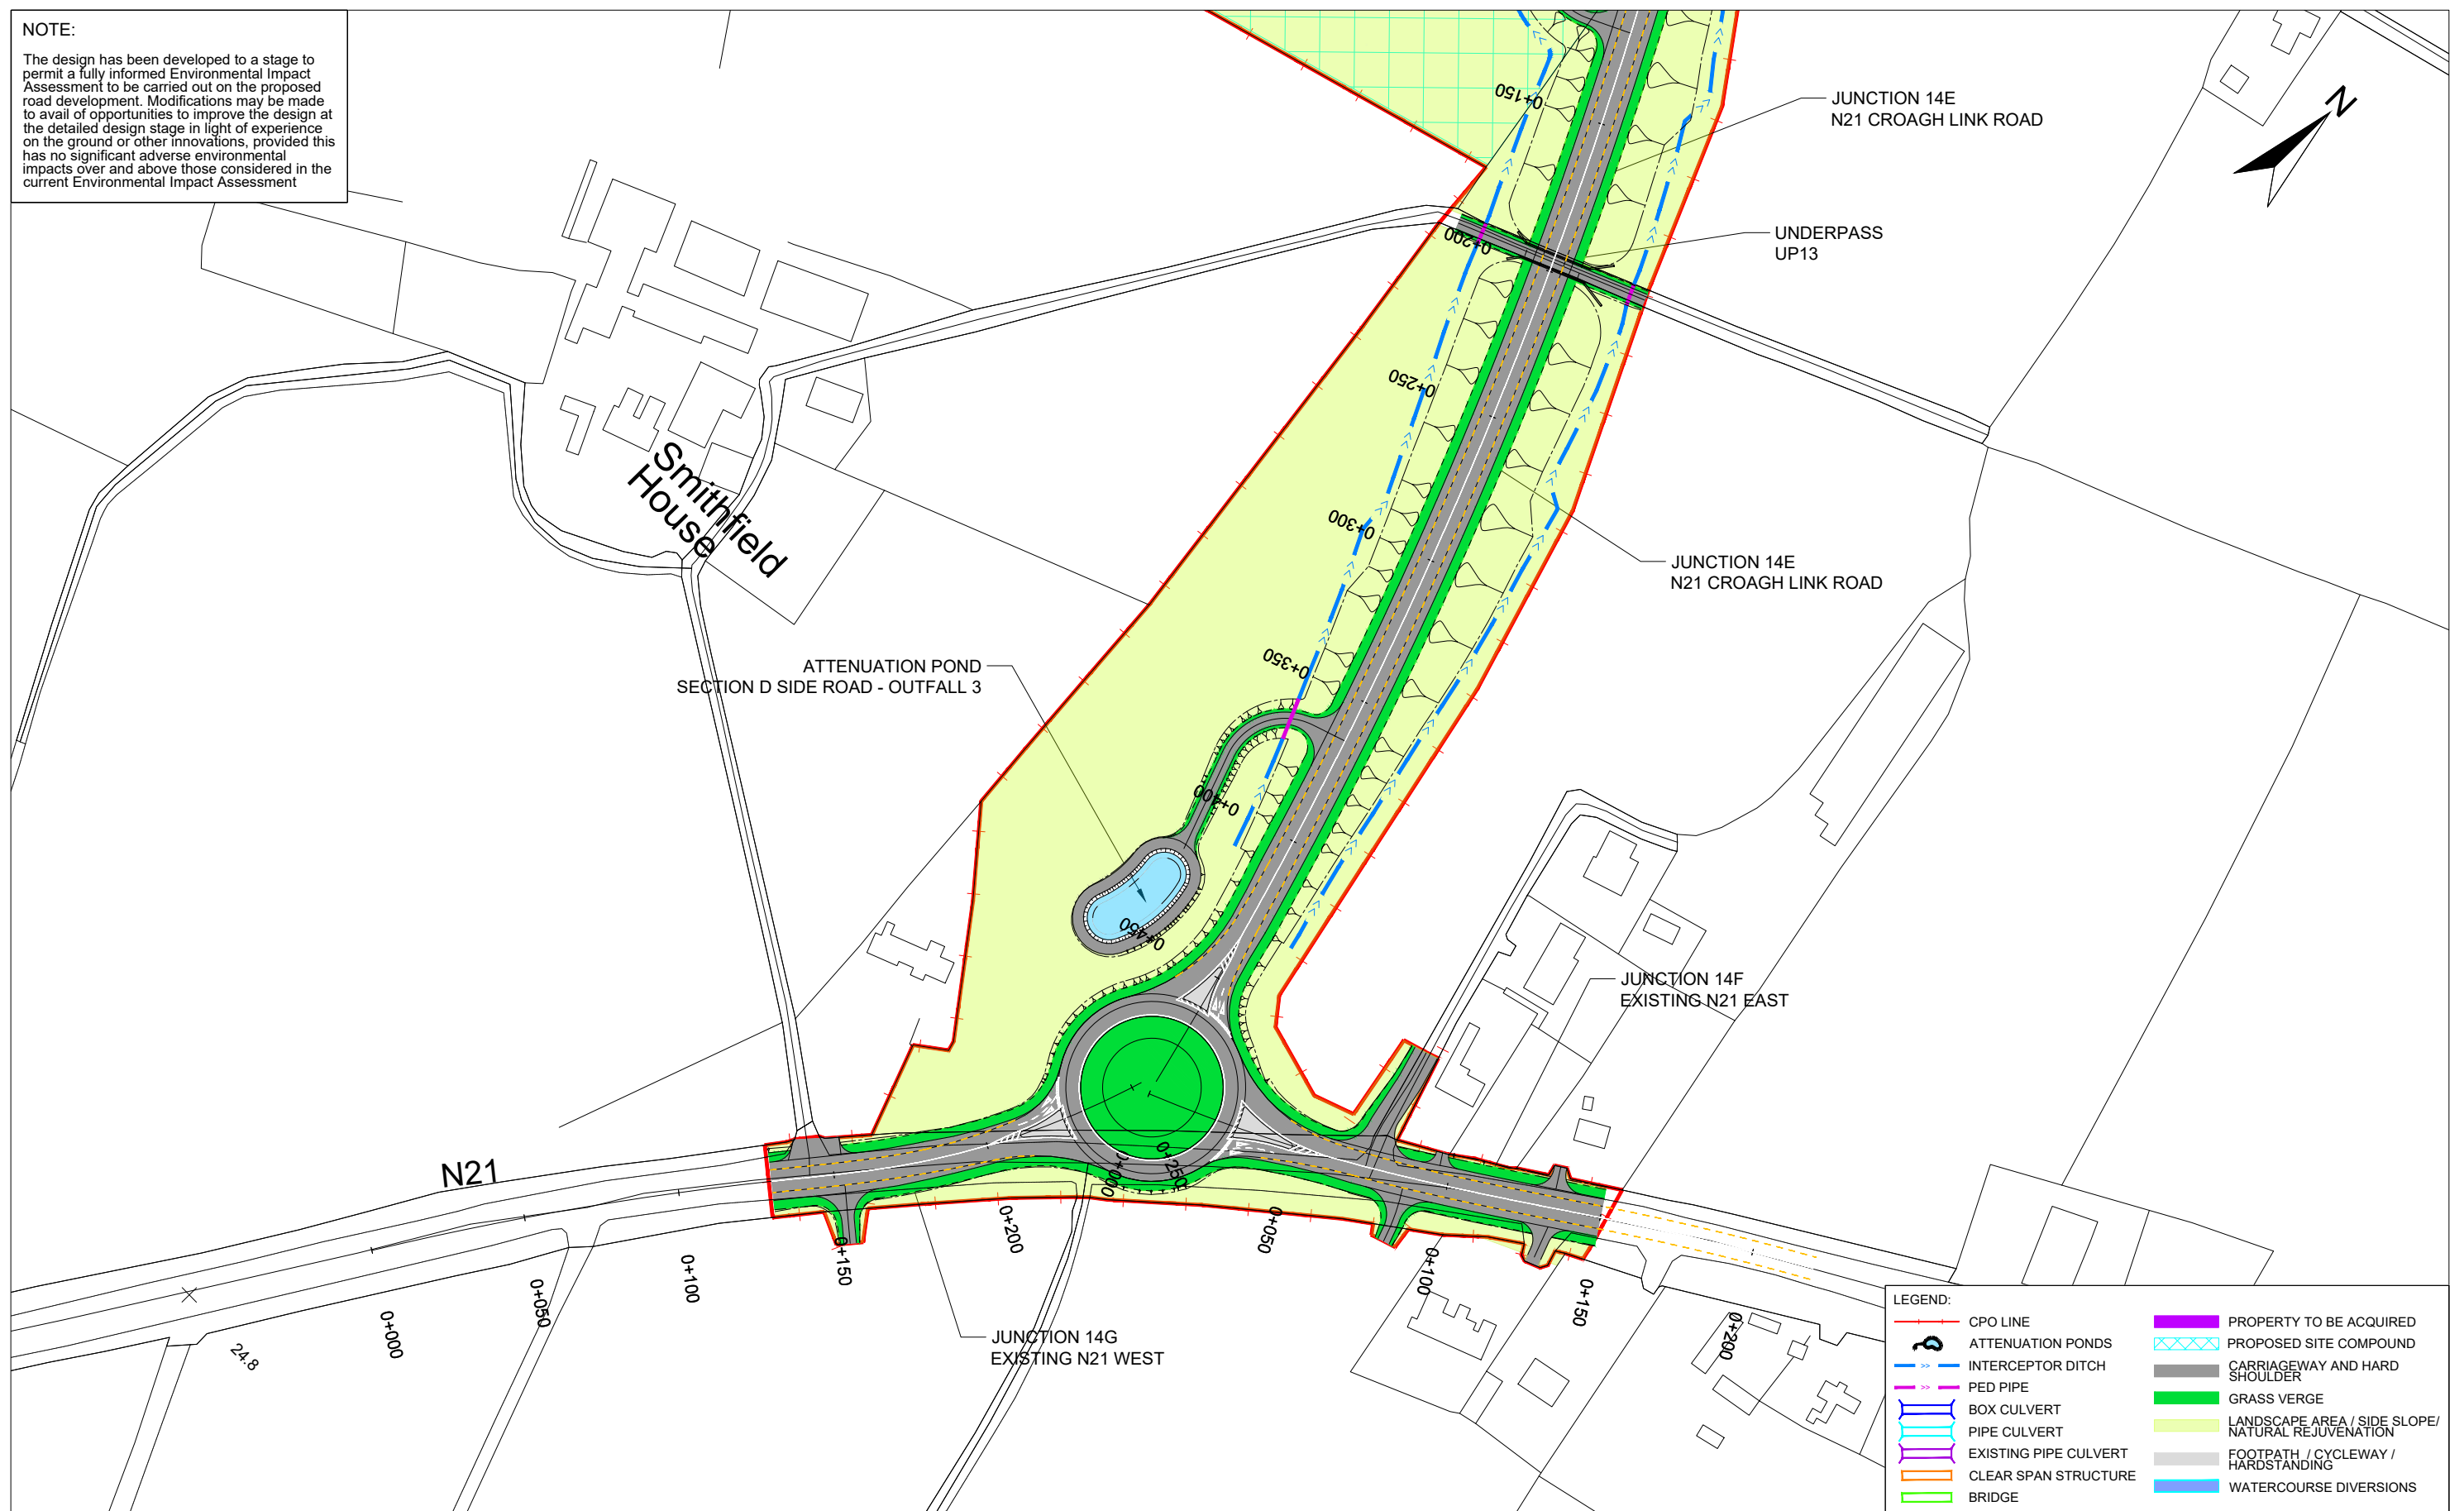 NOTE:
The design has been developed to a stage to
permit a fully informed Environmental Impact
Assessment to be carried out on the proposed
road development. Modifications may be made
to avail of opportunities to improve the design at
the detailed design stage in light of experience
on the ground or other innovations, provided this
has no significant adverse environmental
impacts over and above those considered in the
current Environmental Impact Assessment
N
0+150
JUNCTION 14E
N21 CROAGH LINK ROAD
0+200
UNDERPASS
UP13
0+250
Smithfield
House
0+300
JUNCTION 14E
N21 CROAGH LINK ROAD
0+350
ATTENUATION POND
SECTION D SIDE ROAD - OUTFALL 3
0+400
0+450
JUNCTION 14F
EXISTING N21 EAST
N21
0+000
0+250
24.8
0+000
0+050
0+100
0+150
0+200
0+050
0+100
0+150
0+200
JUNCTION 14G
EXISTING N21 WEST
LEGEND:
CPO LINE
ATTENUATION PONDS
>> INTERCEPTOR DITCH
>> PED PIPE
BOX CULVERT
PIPE CULVERT
EXISTING PIPE CULVERT
CLEAR SPAN STRUCTURE
BRIDGE
PROPERTY TO BE ACQUIRED
PROPOSED SITE COMPOUND
CARRIAGEWAY AND HARD
SHOULDER
GRASS VERGE
LANDSCAPE AREA / SIDE SLOPE/
NATURAL REJUVENATION
FOOTPATH / CYCLEWAY /
HARDSTANDING
WATERCOURSE DIVERSIONS